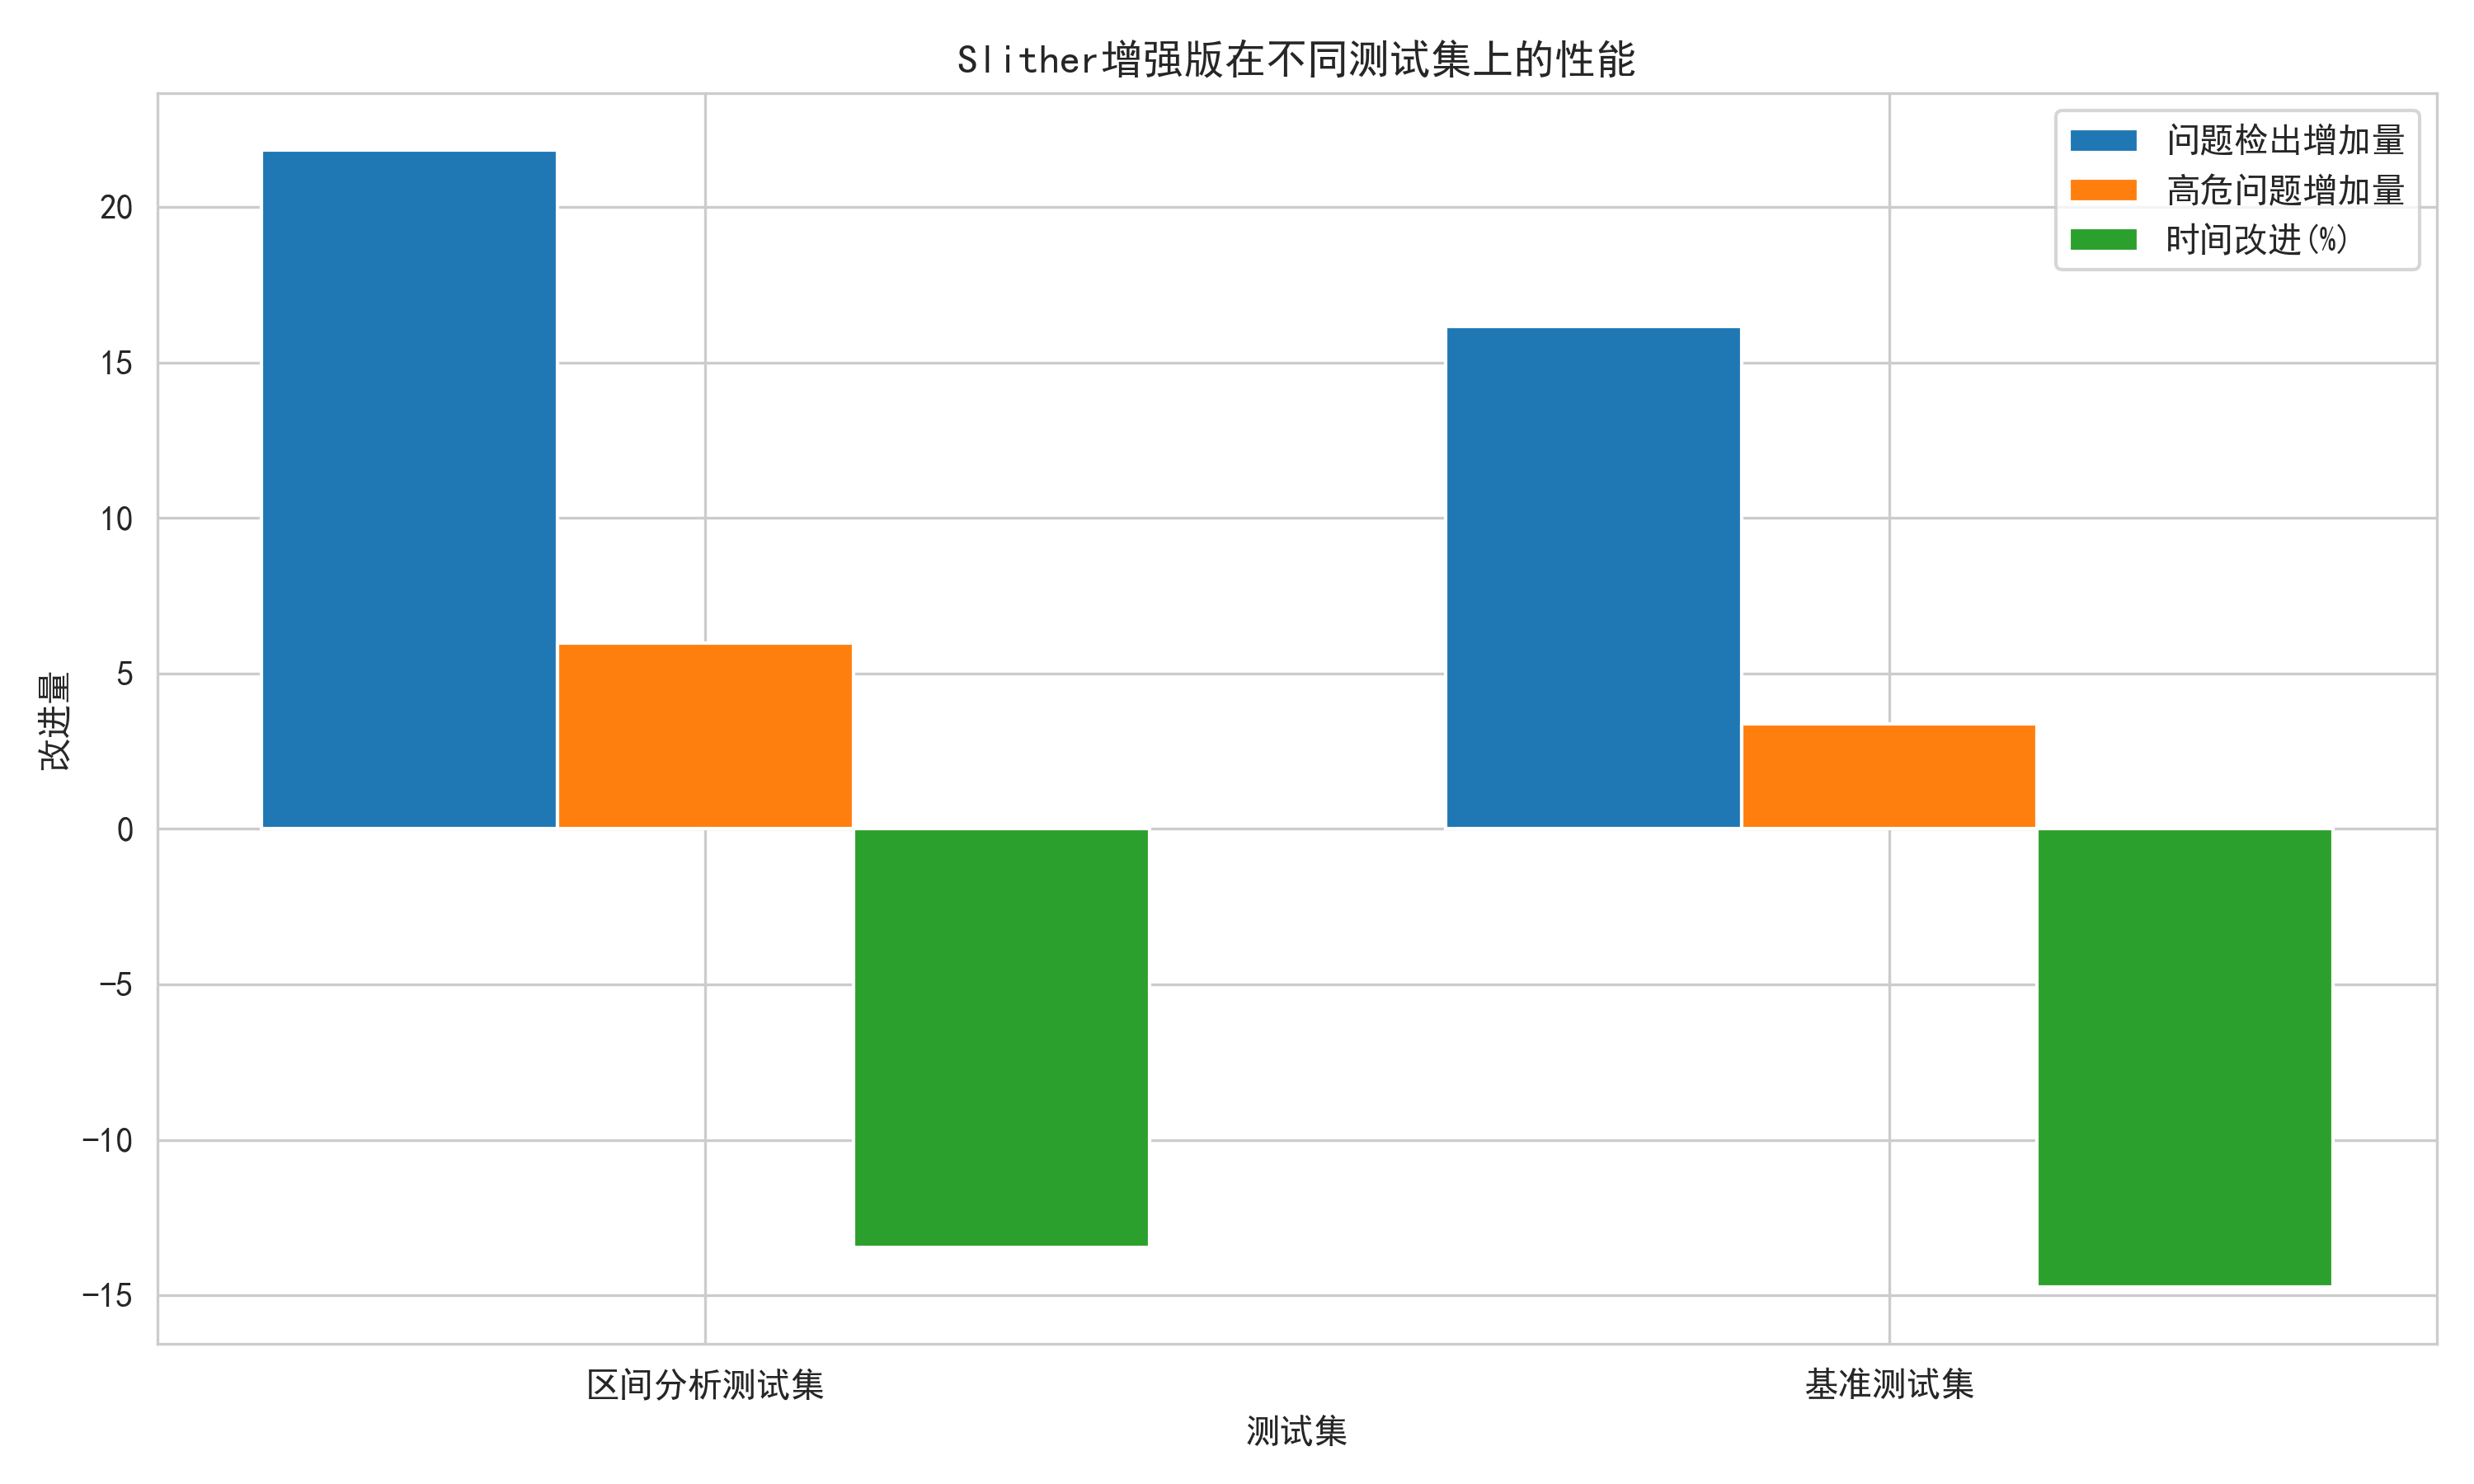 Slither增强版在不同测试集上的性能
问题检出增加量
高危问题增加量
时间改进(%)
20
15
10
5
0
−5
−10
−15
改进量
区间分析测试集
基准测试集
测试集